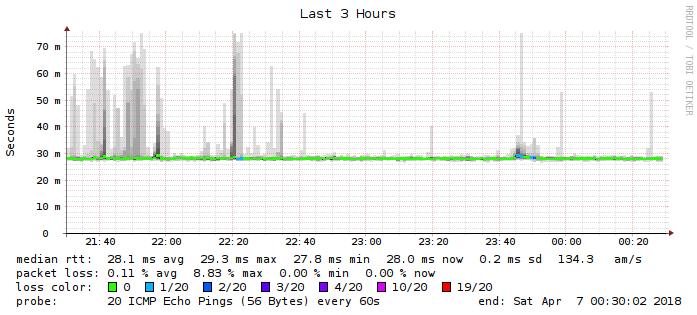 Last 3 Hours
RRDTOOL / TOBI OETIKER
Seconds
70 m
60 m
50 m
40 m
30 m
20 m
10 m
0
21:40 22:00 22:20 22:40 23:00 23:20 23:40 00:00 00:20
median rtt: 28.1 ms avg 29.3 ms max 27.8 ms min 28.0 ms now 0.2 ms sd 134.3 am/s
packet loss: 0.11 % avg 8.83 % max 0.00 % min 0.00 % now
loss color: 0 1/20 2/20 3/20 4/20 10/20 19/20
probe: 20 ICMP Echo Pings (56 Bytes) every 60s end: Sat Apr 7 00:30:02 2018